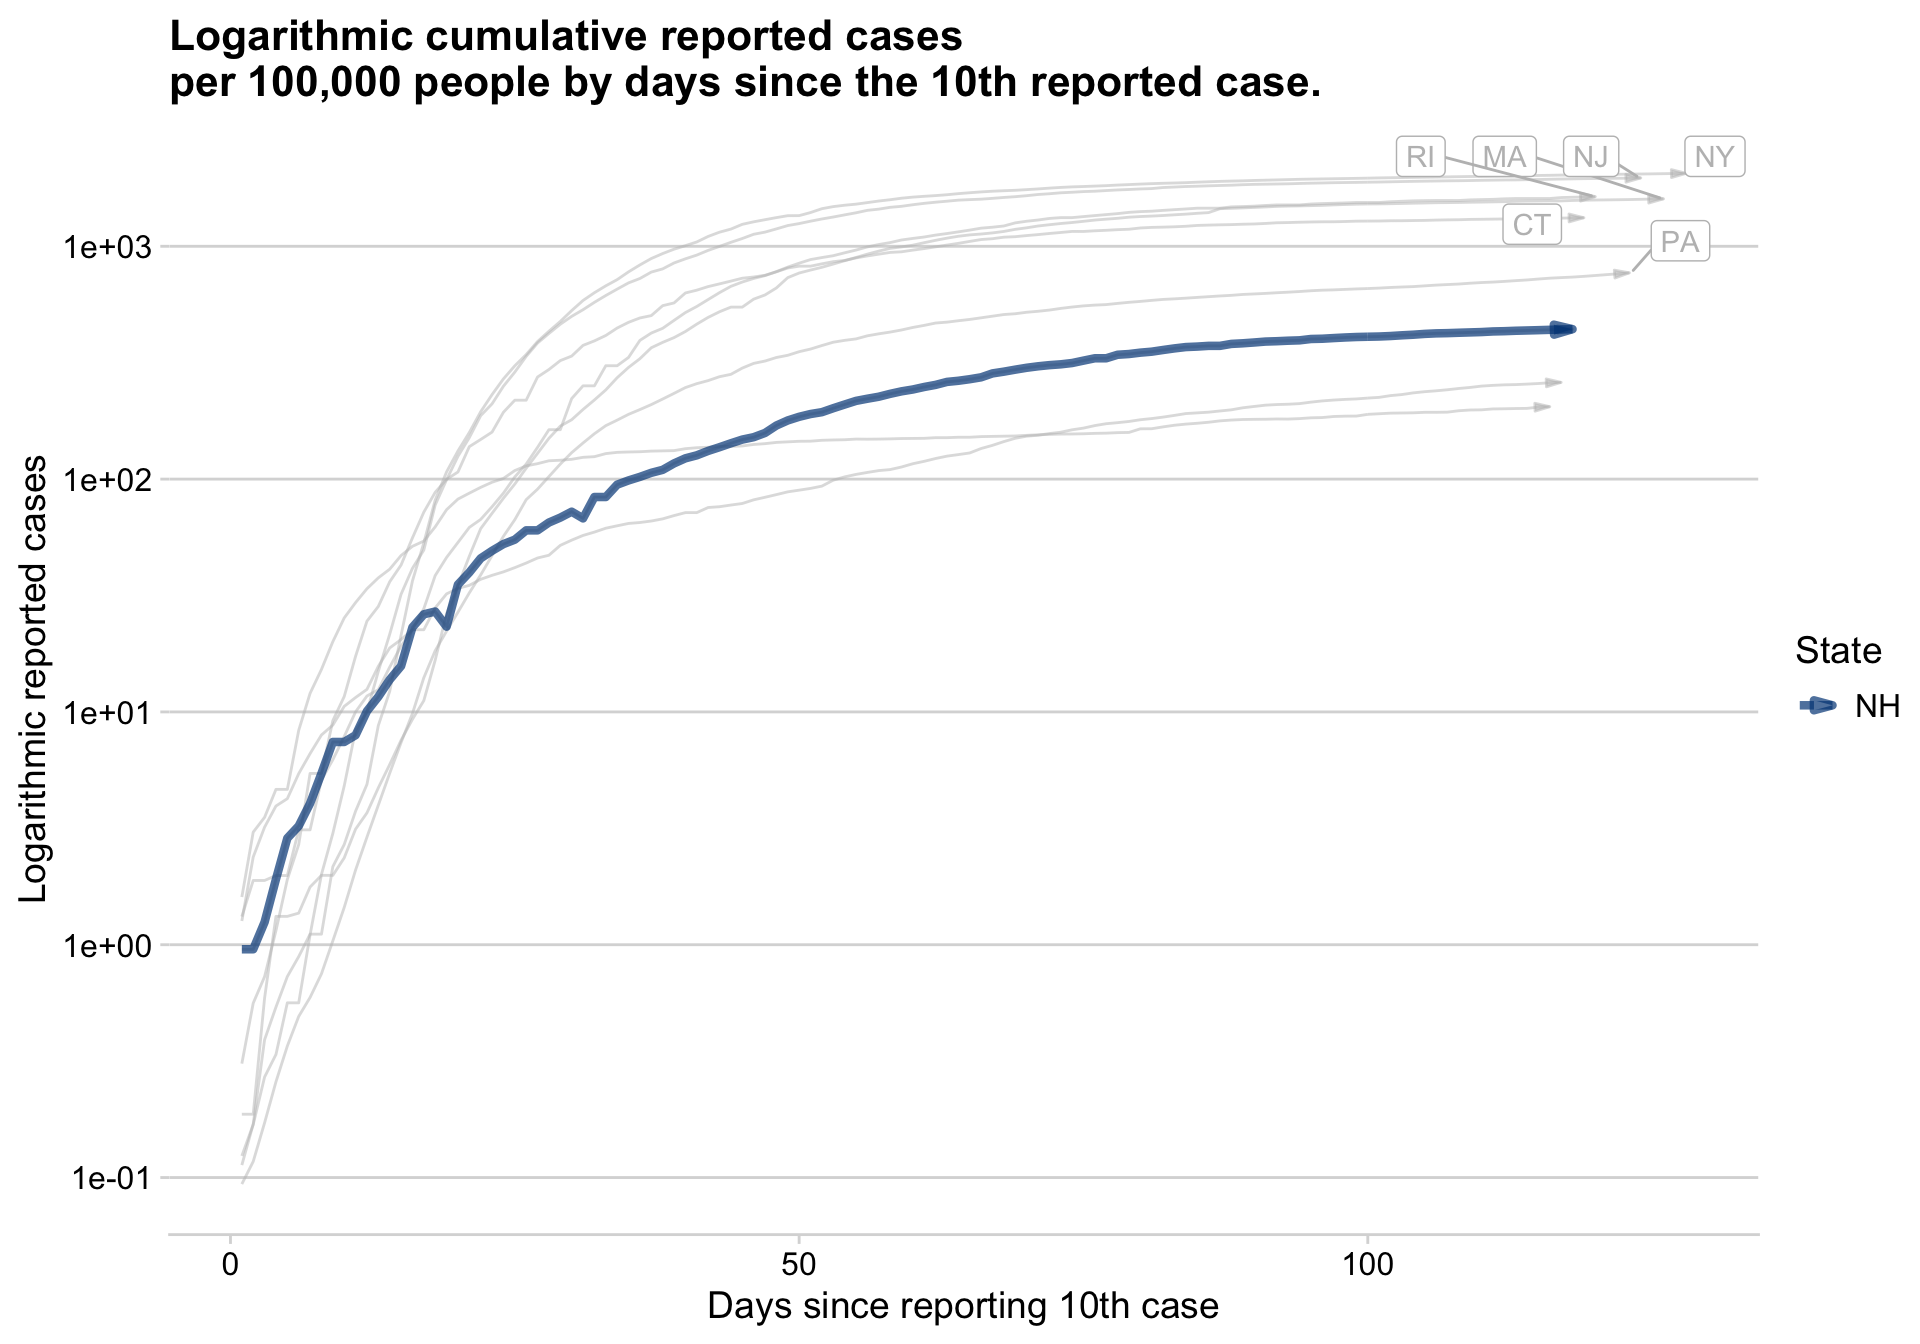 Logarithmic cumulative reported cases
per 100,000 people by days since the 10th reported case.
RI
MA
NJ
NY
CT
PA
1e+03
1e+02
1e+01
1e+00
1e-01
Logarithmic reported cases
State
NH
0
50
100
Days since reporting 10th case